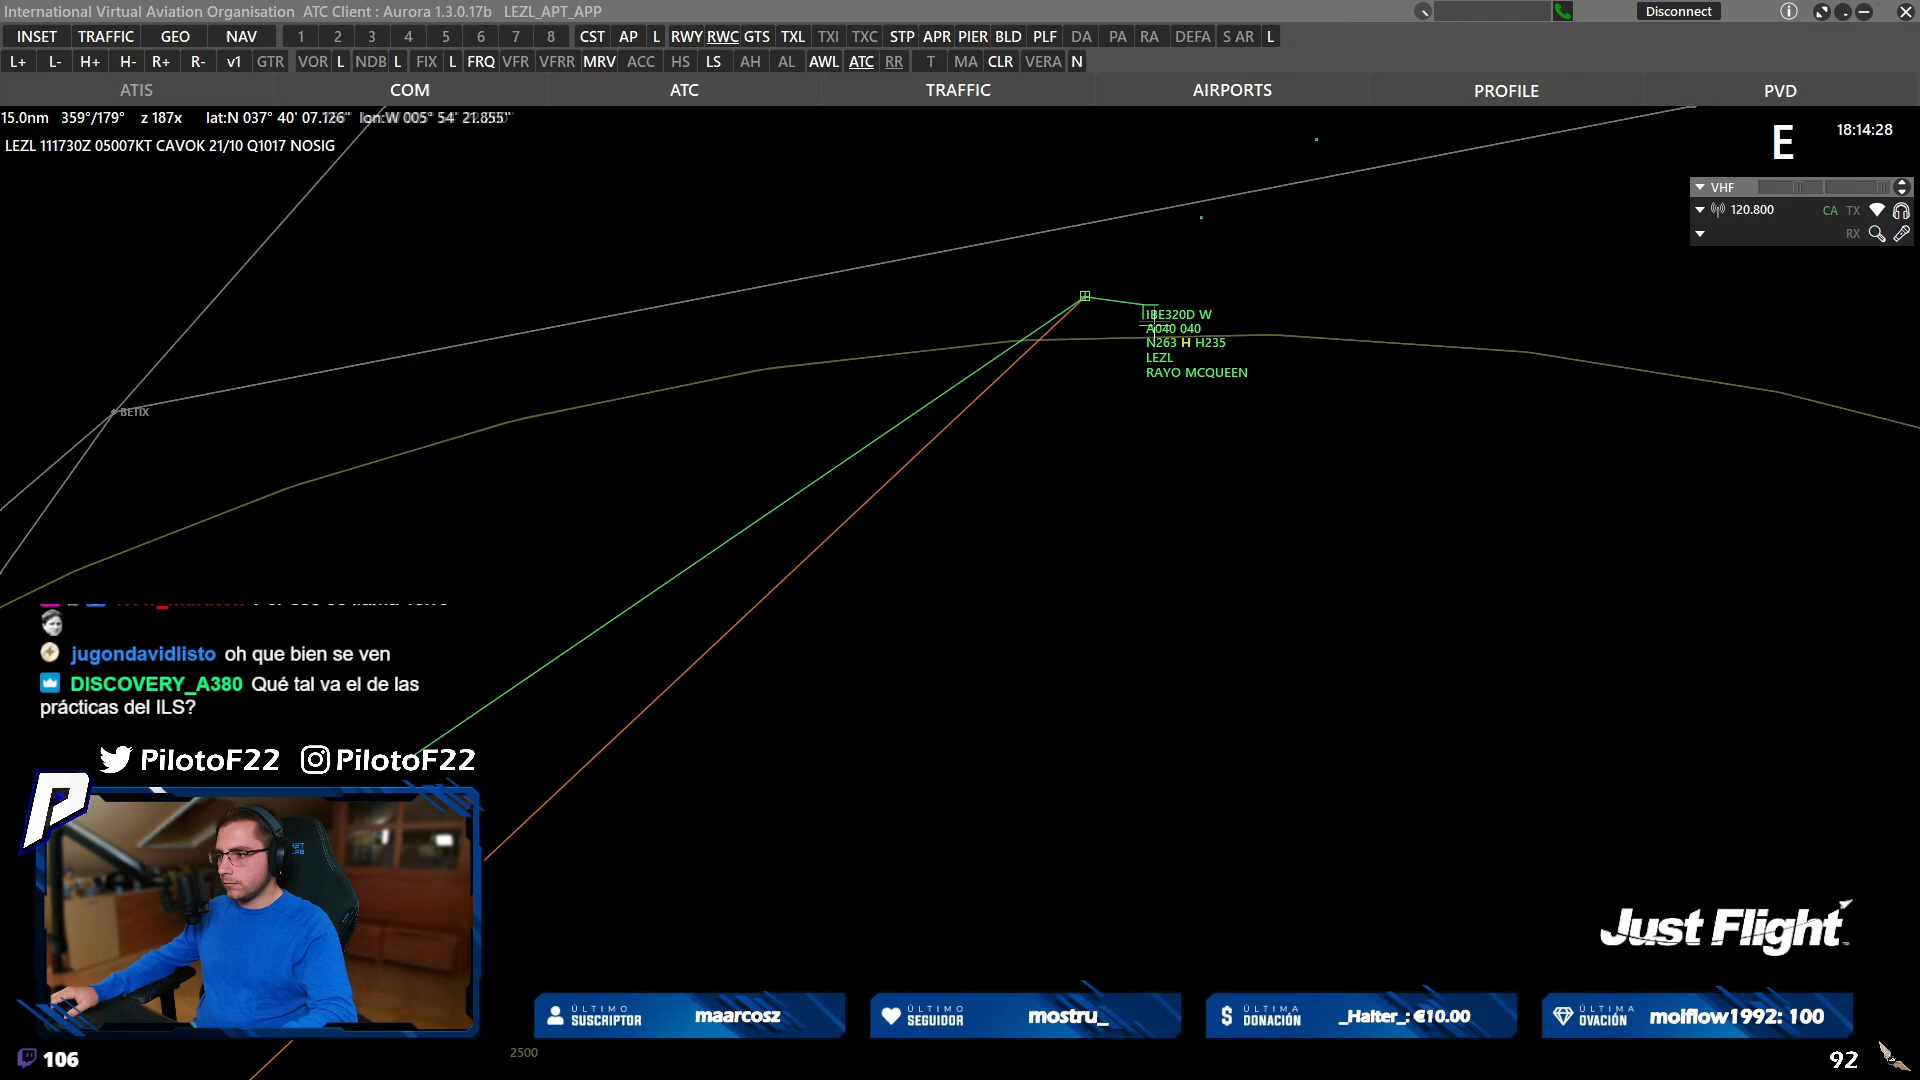 International Virtual Aviation Organisation ATC Client : Aurora 1.3.0.17b LEZL_APT_APP
Disconnect
INSET TRAFFIC GEO NAV 1 2 3 4 5 6 7 8 CST AP L RWY RWC GTS TXL TXI TXC STP APR PIER BLD PLF DA PA RA DEFA S AR L
L+ L- H+ H- R+ R- v1 GTR VOR L NDB L FIX L FRQ VFR VFRR MRV ACC HS LS AH AL AWL ATC RR T MA CLR VERA N
ATIS COM ATC TRAFFIC AIRPORTS PROFILE PVD
15.0nm 359°/179° z 187x lat:N 037° 40' 07.126" lon:W 005° 54' 21.855"
LEZL 111730Z 05007KT CAVOK 21/10 Q1017 NOSIG
E 18:14:28
VHF
120.800 CA TX
RX
IBE320D W
A040 040
N263 H H235
LEZL
RAYO MCQUEEN
BETIX
jugondavidlisto oh que bien se ven
DISCOVERY_A380 Qué tal va el de las
prácticas del ILS?
PilotoF22 PilotoF22
P
Just Flight
ÚLTIMO SUSCRIPTOR maarcosz
ÚLTIMO SEGUIDOR mostru_
ÚLTIMA DONACIÓN _Halter_: €10.00
ÚLTIMA OVACIÓN moiflow1992: 100
106
2500
92